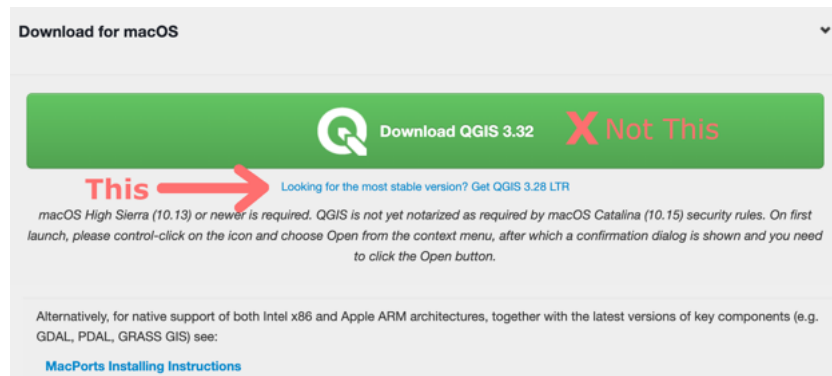 Download for macOS
Download QGIS 3.32
X Not This
This
Looking for the most stable version? Get QGIS 3.28 LTR
macOS High Sierra (10.13) or newer is required. QGIS is not yet notarized as required by macOS Catalina (10.15) security rules. On first
launch, please control-click on the icon and choose Open from the context menu, after which a confirmation dialog is shown and you need
to click the Open button.
Alternatively, for native support of both Intel x86 and Apple ARM architectures, together with the latest versions of key components (e.g.
GDAL, PDAL, GRASS GIS) see:
MacPorts Installing Instructions